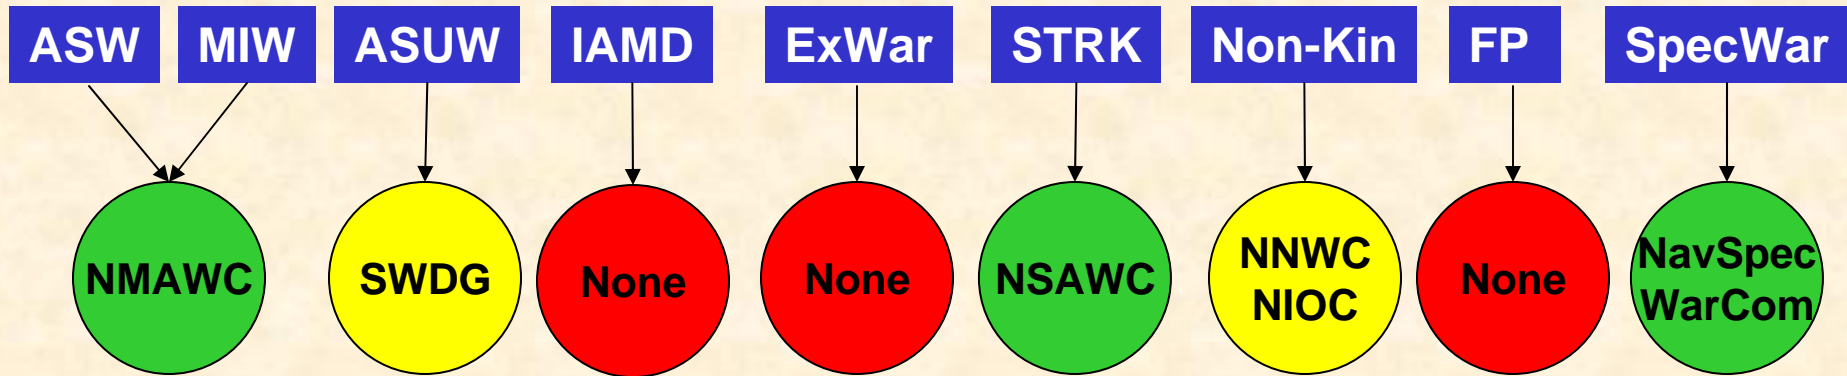 ASW
MIW
ASUW
IAMD
ExWar
STRK
Non-Kin
FP
SpecWar
NMAWC
SWDG
None
None
NSAWC
NNWC
NIOC
None
NavSpec
WarCom